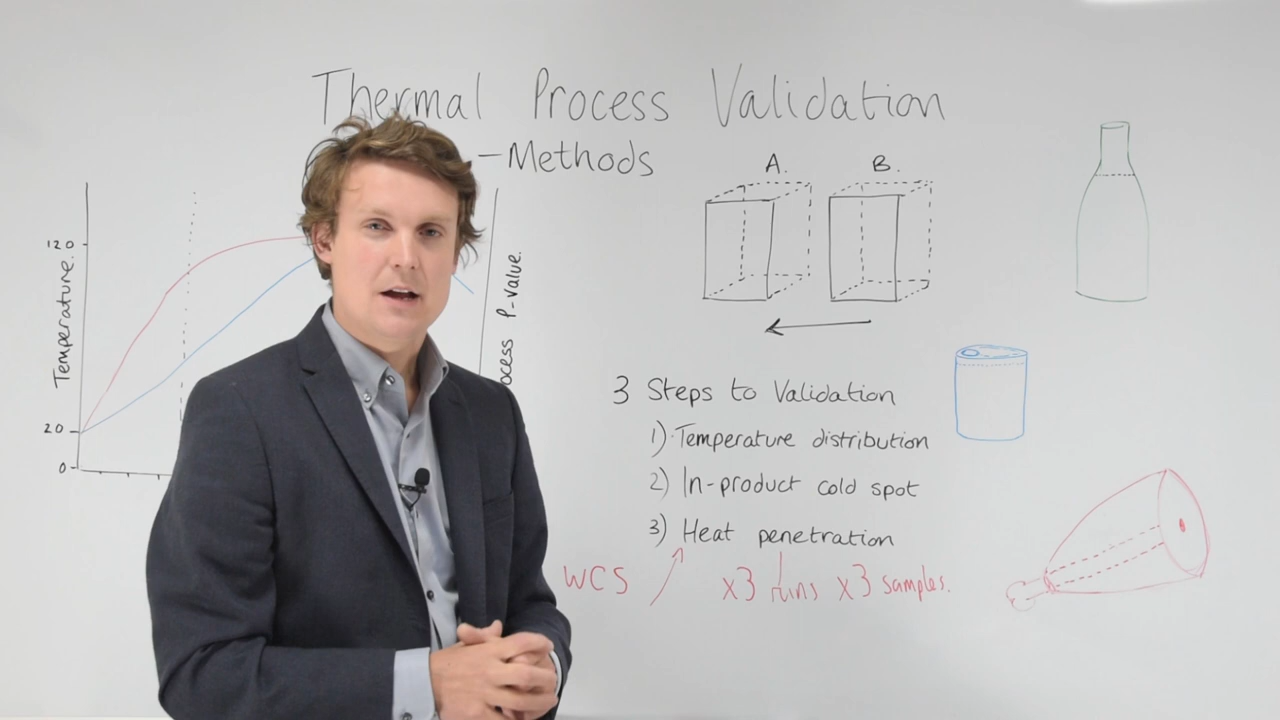 Thermal Process Validation
-Methods
A. B.
120
Temperature.
20
0
P-value.
3 Steps to Validation
1) Temperature distribution
2) In-product cold spot
3) Heat penetration
WCS x3 runs x3 samples.